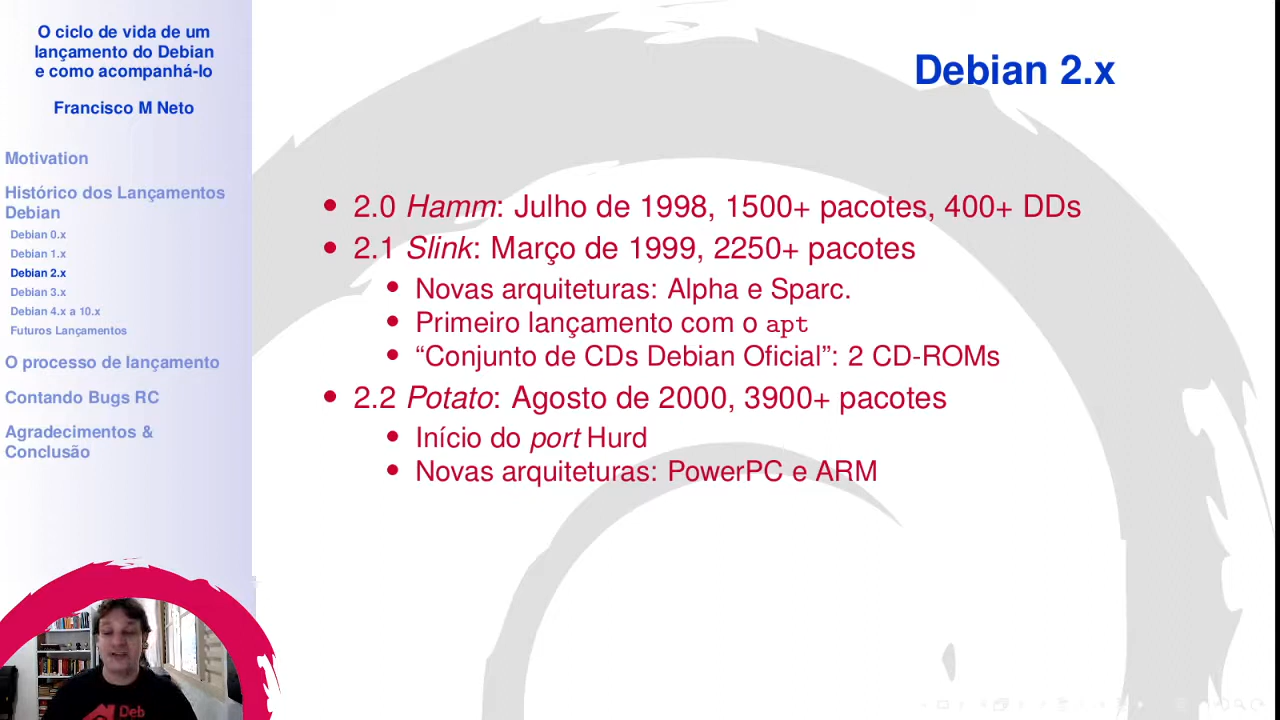 O ciclo de vida de um
lançamento do Debian
e como acompanhá-lo
Francisco M Neto
Motivation
Histórico dos Lançamentos
Debian
Debian 0.x
Debian 1.x
Debian 2.x
Debian 3.x
Debian 4.x a 10.x
Futuros Lançamentos
O processo de lançamento
Contando Bugs RC
Agradecimentos &
Conclusão
Debian 2.x
• 2.0 Hamm: Julho de 1998, 1500+ pacotes, 400+ DDs
• 2.1 Slink: Março de 1999, 2250+ pacotes
• Novas arquiteturas: Alpha e Sparc.
• Primeiro lançamento com o apt
• “Conjunto de CDs Debian Oficial”: 2 CD-ROMs
• 2.2 Potato: Agosto de 2000, 3900+ pacotes
• Início do port Hurd
• Novas arquiteturas: PowerPC e ARM
Deb